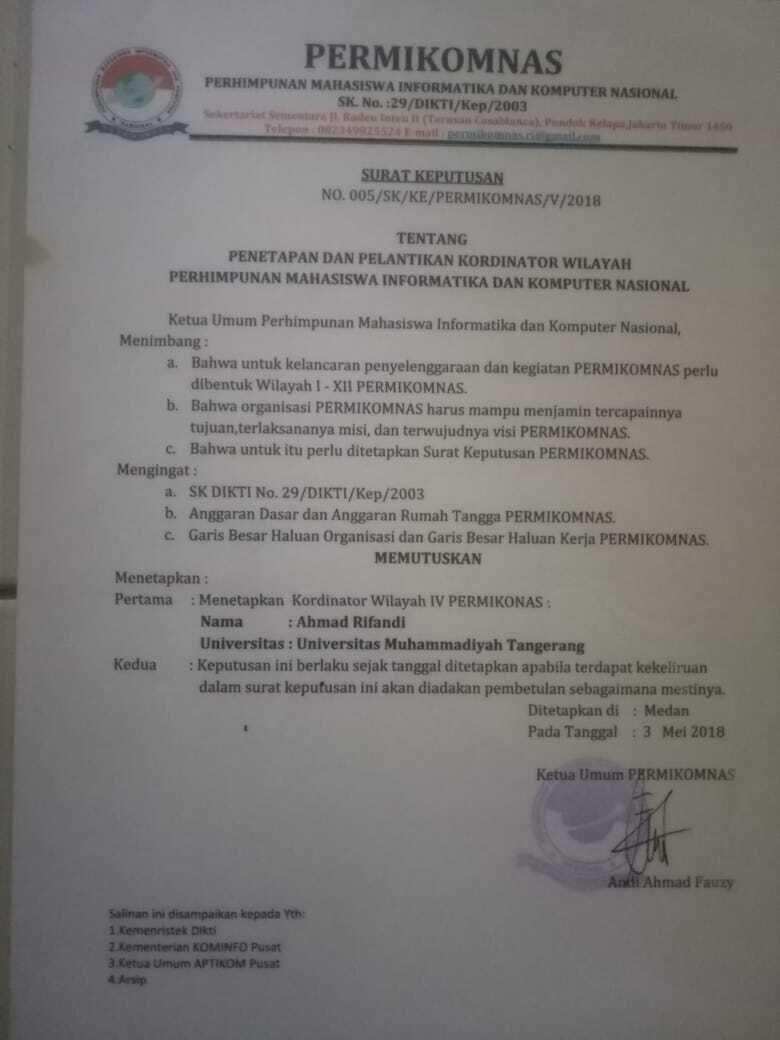 PERMIKOMNAS
PERHIMPUNAN MAHASISWA INFORMATIKA DAN KOMPUTER NASIONAL
SK. No. :29/DIKTI/Kep/2003
Sekertariat Sementara Jl. Raden Inten II (Terusan Casablanca), Pondok Kelapa,Jakarta Timur 1450
Telepon : 082349825524 E-mail : permikomnas.ri@gmail.com
SURAT KEPUTUSAN
NO. 005/SK/KE/PERMIKOMNAS/V/2018
TENTANG
PENETAPAN DAN PELANTIKAN KORDINATOR WILAYAH
PERHIMPUNAN MAHASISWA INFORMATIKA DAN KOMPUTER NASIONAL
Ketua Umum Perhimpunan Mahasiswa Informatika dan Komputer Nasional,
Menimbang :
a. Bahwa untuk kelancaran penyelenggaraan dan kegiatan PERMIKOMNAS perlu
dibentuk Wilayah I - XII PERMIKOMNAS.
b. Bahwa organisasi PERMIKOMNAS harus mampu menjamin tercapainnya
tujuan,terlaksananya misi, dan terwujudnya visi PERMIKOMNAS.
c. Bahwa untuk itu perlu ditetapkan Surat Keputusan PERMIKOMNAS.
Mengingat :
a. SK DIKTI No. 29/DIKTI/Kep/2003
b. Anggaran Dasar dan Anggaran Rumah Tangga PERMIKOMNAS.
c. Garis Besar Haluan Organisasi dan Garis Besar Haluan Kerja PERMIKOMNAS.
MEMUTUSKAN
Menetapkan :
Pertama : Menetapkan Kordinator Wilayah IV PERMIKONAS :
Nama : Ahmad Rifandi
Universitas : Universitas Muhammadiyah Tangerang
Kedua : Keputusan ini berlaku sejak tanggal ditetapkan apabila terdapat kekeliruan
dalam surat keputusan ini akan diadakan pembetulan sebagaimana mestinya.
Ditetapkan di : Medan
Pada Tanggal : 3 Mei 2018
Ketua Umum PERMIKOMNAS
Andi Ahmad Fauzy
Salinan ini disampaikan kepada Yth:
1.Kemenristek Dikti
2.Kementerian KOMINFO Pusat
3.Ketua Umum APTIKOM Pusat
4.Arsip